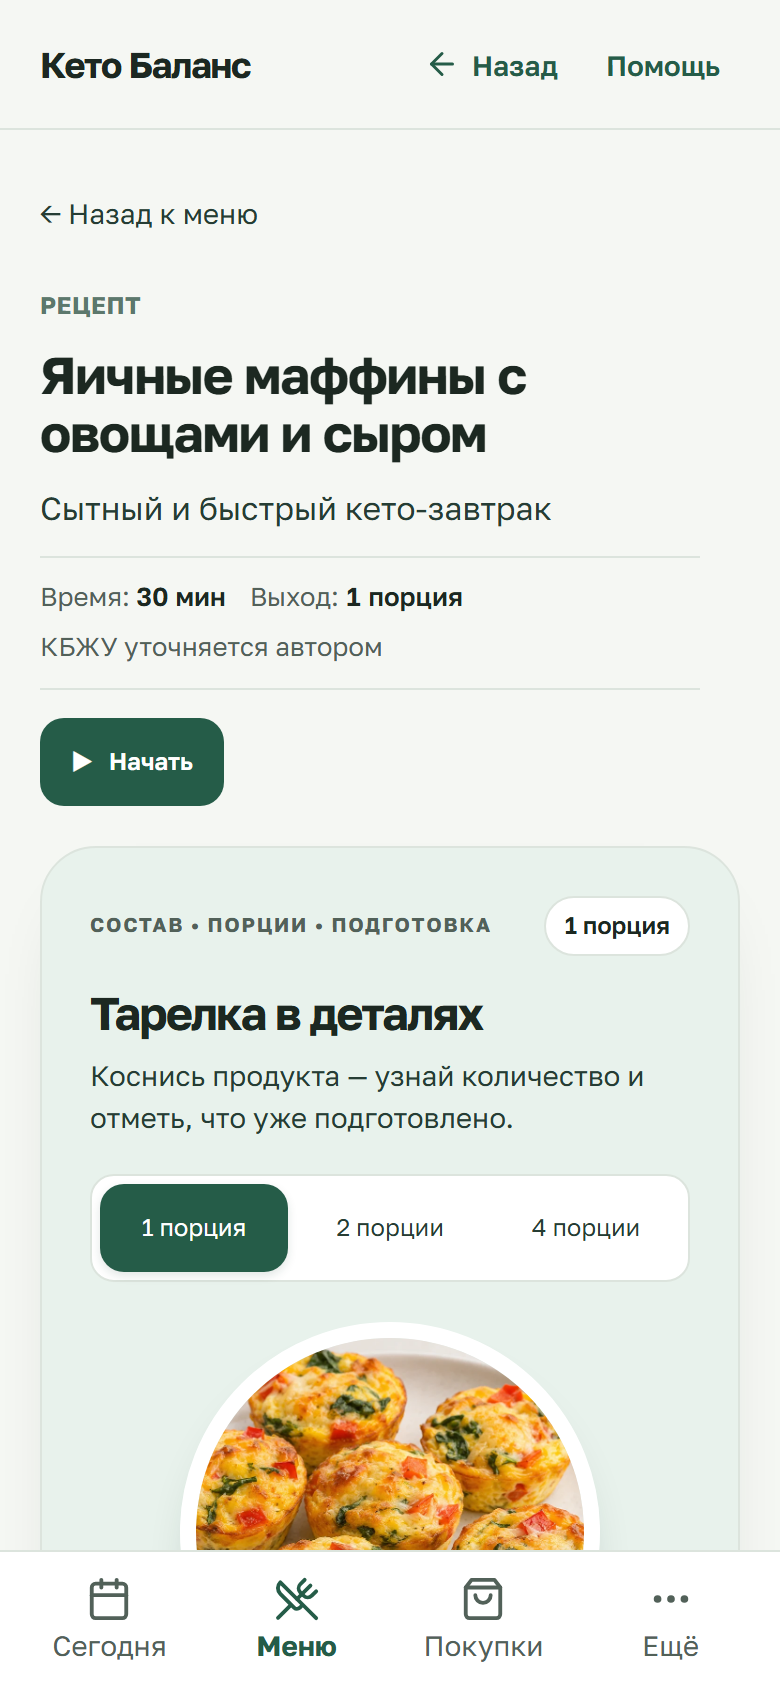 Кето Баланс
← Назад
Помощь
← Назад к меню
РЕЦЕПТ
Яичные маффины с
овощами и сыром
Сытный и быстрый кето-завтрак
Время: 30 мин Выход: 1 порция
КБЖУ уточняется автором
▶ Начать
СОСТАВ • ПОРЦИИ • ПОДГОТОВКА
1 порция
Тарелка в деталях
Коснись продукта — узнай количество и
отметь, что уже подготовлено.
1 порция
2 порции
4 порции
Сегодня
Меню
Покупки
Ещё